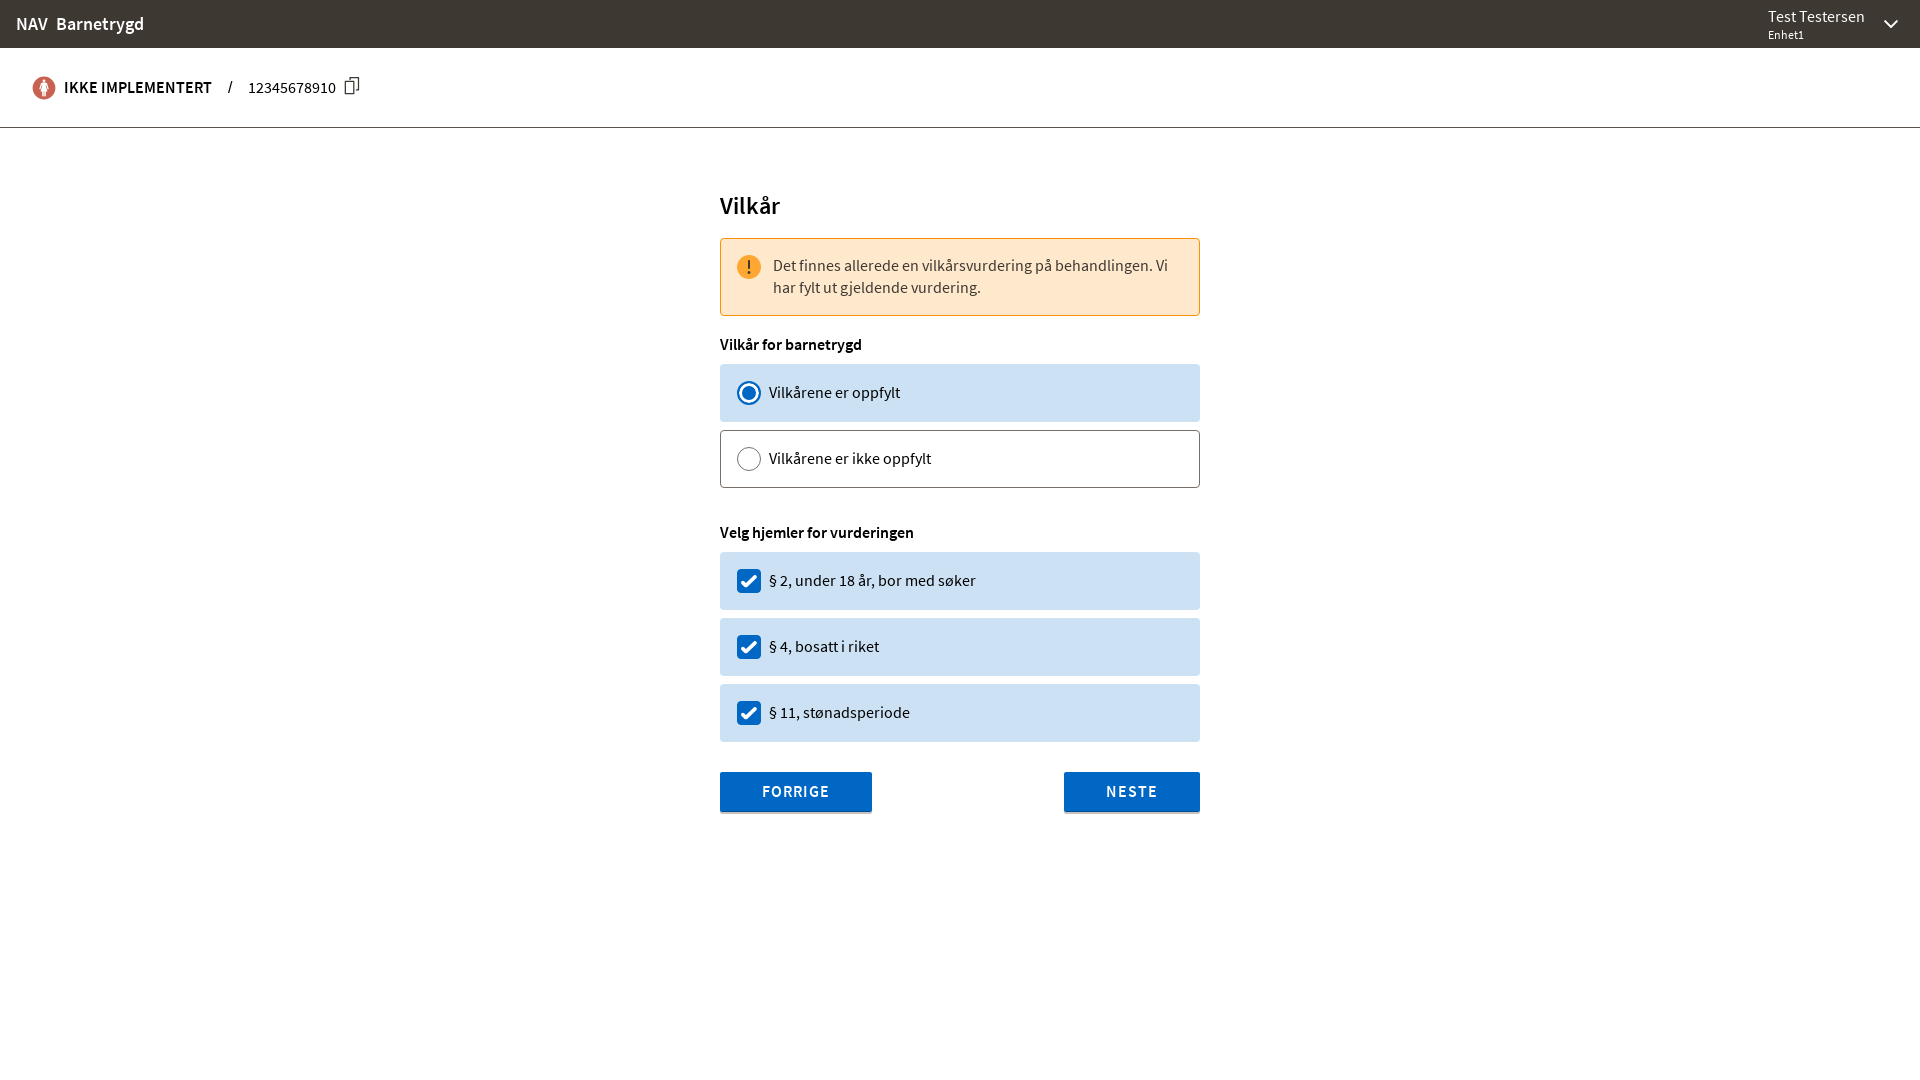 NAV Barnetrygd
Test Testersen
Enhet1
IKKE IMPLEMENTERT / 12345678910
Vilkår
Det finnes allerede en vilkårsvurdering på behandlingen. Vi
har fylt ut gjeldende vurdering.
Vilkår for barnetrygd
Vilkårene er oppfylt
Vilkårene er ikke oppfylt
Velg hjemler for vurderingen
§ 2, under 18 år, bor med søker
§ 4, bosatt i riket
§ 11, stønadsperiode
FORRIGE
NESTE